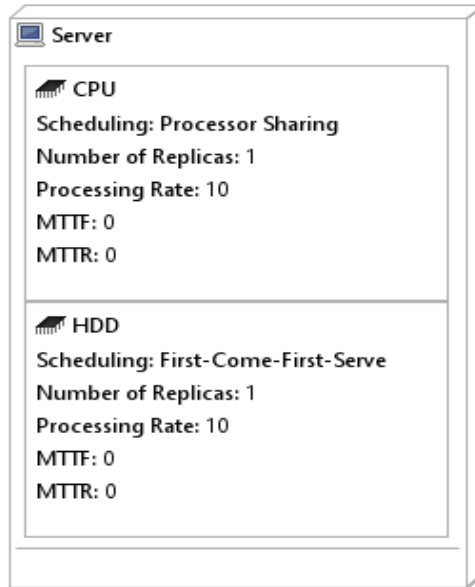 Server
CPU
Scheduling: Processor Sharing
Number of Replicas: 1
Processing Rate: 10
MTTF: 0
MTTR: 0
HDD
Scheduling: First-Come-First-Serve
Number of Replicas: 1
Processing Rate: 10
MTTF: 0
MTTR: 0